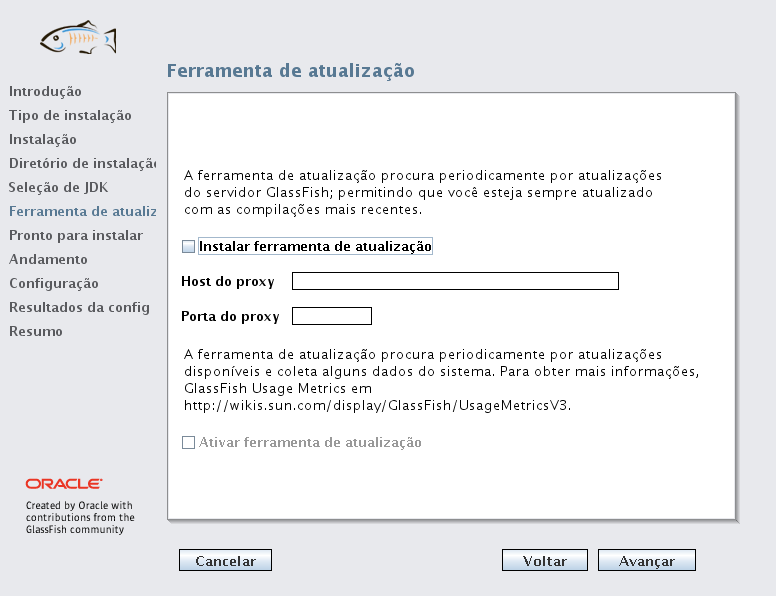 Ferramenta de atualização
Introdução
Tipo de instalação
Instalação
Diretório de instalação
Seleção de JDK
Ferramenta de atualiz
Pronto para instalar
Andamento
Configuração
Resultados da config
Resumo
A ferramenta de atualização procura periodicamente por atualizações
do servidor GlassFish; permitindo que você esteja sempre atualizado
com as compilações mais recentes.
Instalar ferramenta de atualização
Host do proxy
Porta do proxy
A ferramenta de atualização procura periodicamente por atualizações
disponíveis e coleta alguns dados do sistema. Para obter mais informações,
GlassFish Usage Metrics em
http://wikis.sun.com/display/GlassFish/UsageMetricsV3.
Ativar ferramenta de atualização
ORACLE
Created by Oracle with
contributions from the
GlassFish community
Cancelar
Voltar
Avançar